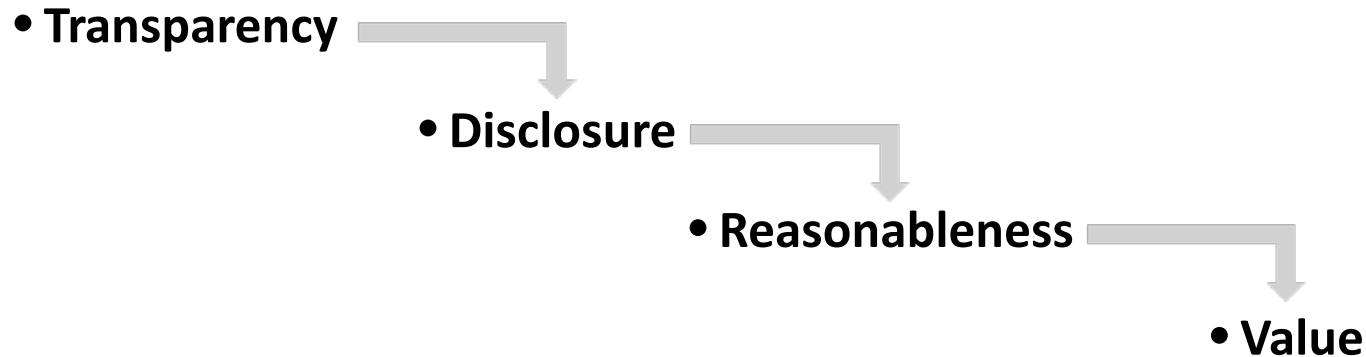 • Transparency
• Disclosure
• Reasonableness
• Value